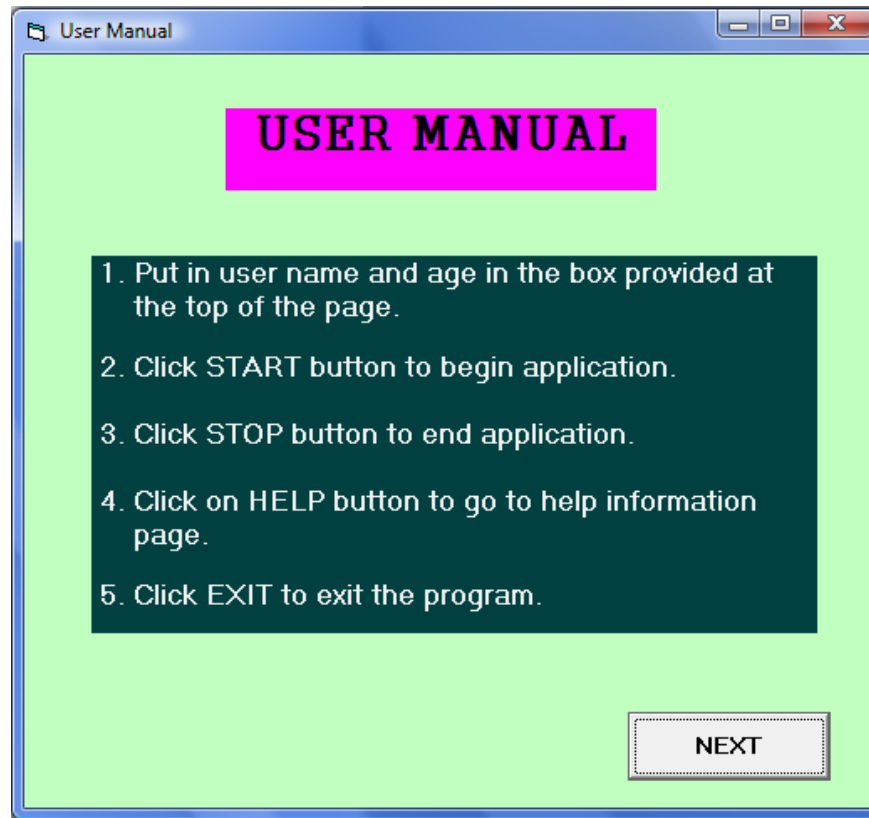 User Manual
USER MANUAL
1. Put in user name and age in the box provided at
the top of the page.
2. Click START button to begin application.
3. Click STOP button to end application.
4. Click on HELP button to go to help information
page.
5. Click EXIT to exit the program.
NEXT